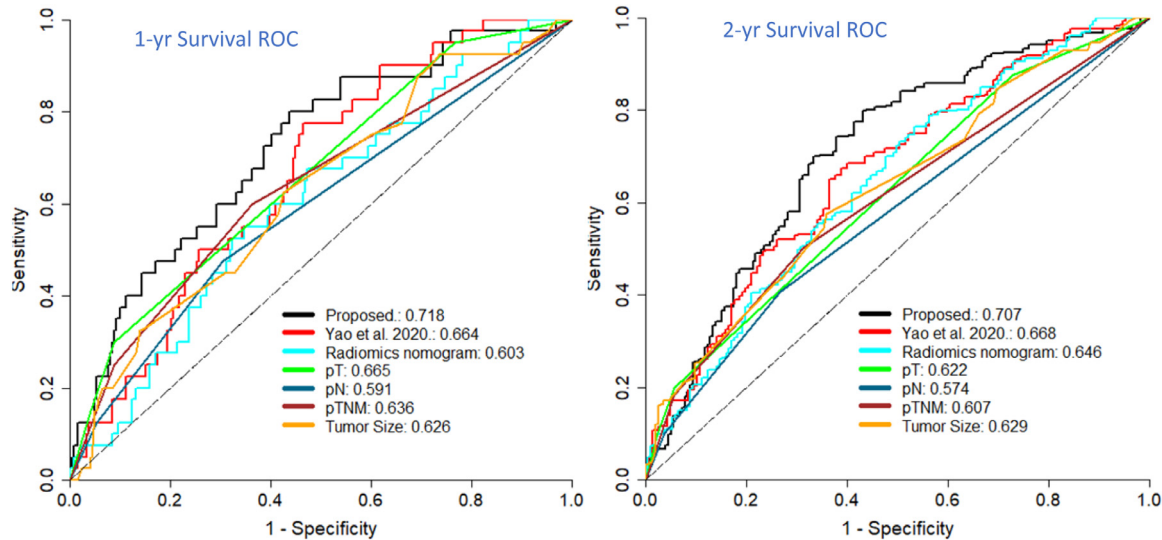 1-yr Survival ROC
Sensitivity
1.0
0.8
0.6
0.4
0.2
0.0
Proposed.: 0.718
Yao et al. 2020.: 0.664
Radiomics nomogram: 0.603
pT: 0.665
pN: 0.591
pTNM: 0.636
Tumor Size: 0.626
0.0 0.2 0.4 0.6 0.8 1.0
1 - Specificity
2-yr Survival ROC
Sensitivity
1.0
0.8
0.6
0.4
0.2
0.0
Proposed.: 0.707
Yao et al. 2020.: 0.668
Radiomics nomogram: 0.646
pT: 0.622
pN: 0.574
pTNM: 0.607
Tumor Size: 0.629
0.0 0.2 0.4 0.6 0.8 1.0
1 - Specificity